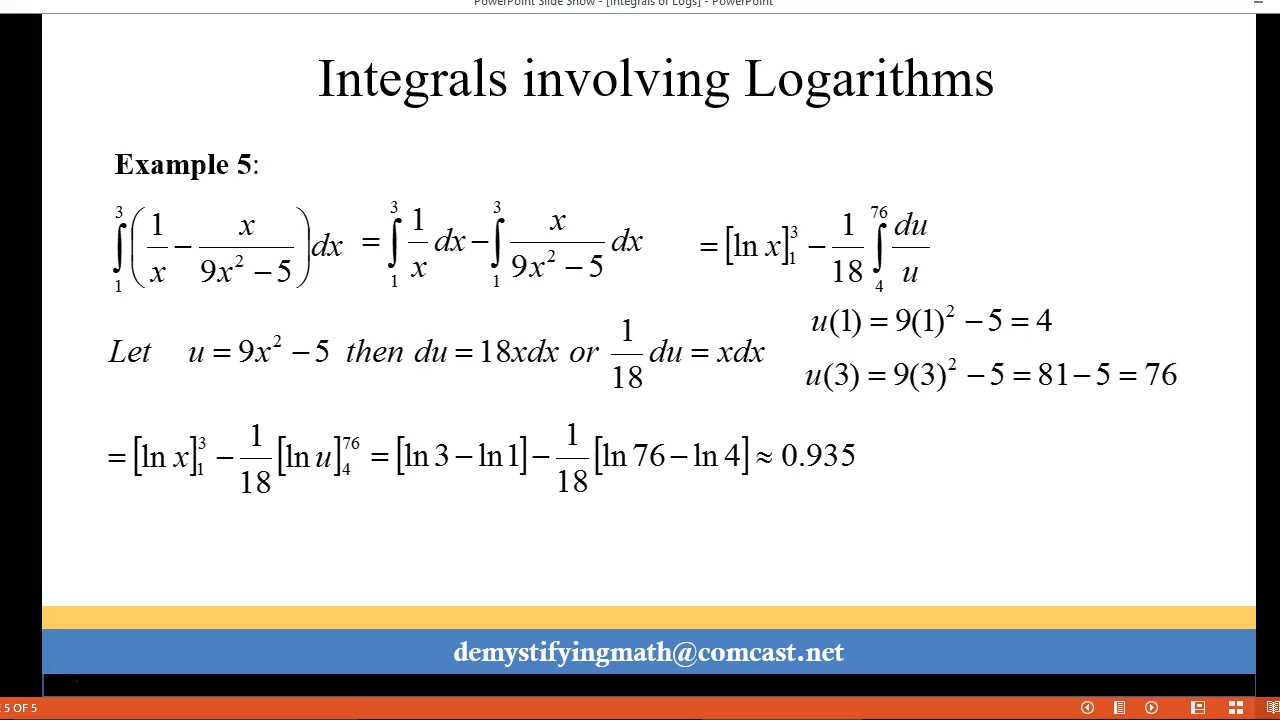 PowerPoint Slide Show - [Integrals of Logs] - PowerPoint
Integrals involving Logarithms
Example 5:
∫₁³ (1/x − x/(9x² − 5)) dx = ∫₁³ 1/x dx − ∫₁³ x/(9x² − 5) dx = [ln x]₁³ − 1/18 ∫₄⁷⁶ du/u
u(1) = 9(1)² − 5 = 4
Let u = 9x² − 5 then du = 18xdx or 1/18 du = xdx
u(3) = 9(3)² − 5 = 81 − 5 = 76
= [ln x]₁³ − 1/18 [ln u]₄⁷⁶ = [ln 3 − ln 1] − 1/18 [ln 76 − ln 4] ≈ 0.935
demystifyingmath@comcast.net
5 OF 5